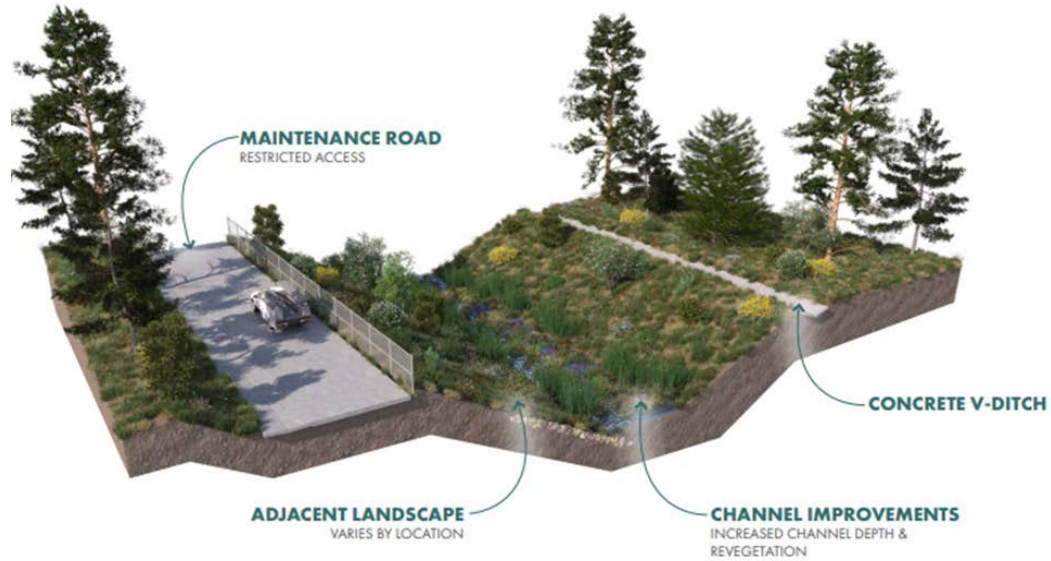 MAINTENANCE ROAD
RESTRICTED ACCESS
CONCRETE V-DITCH
ADJACENT LANDSCAPE
VARIES BY LOCATION
CHANNEL IMPROVEMENTS
INCREASED CHANNEL DEPTH &
REVEGETATION